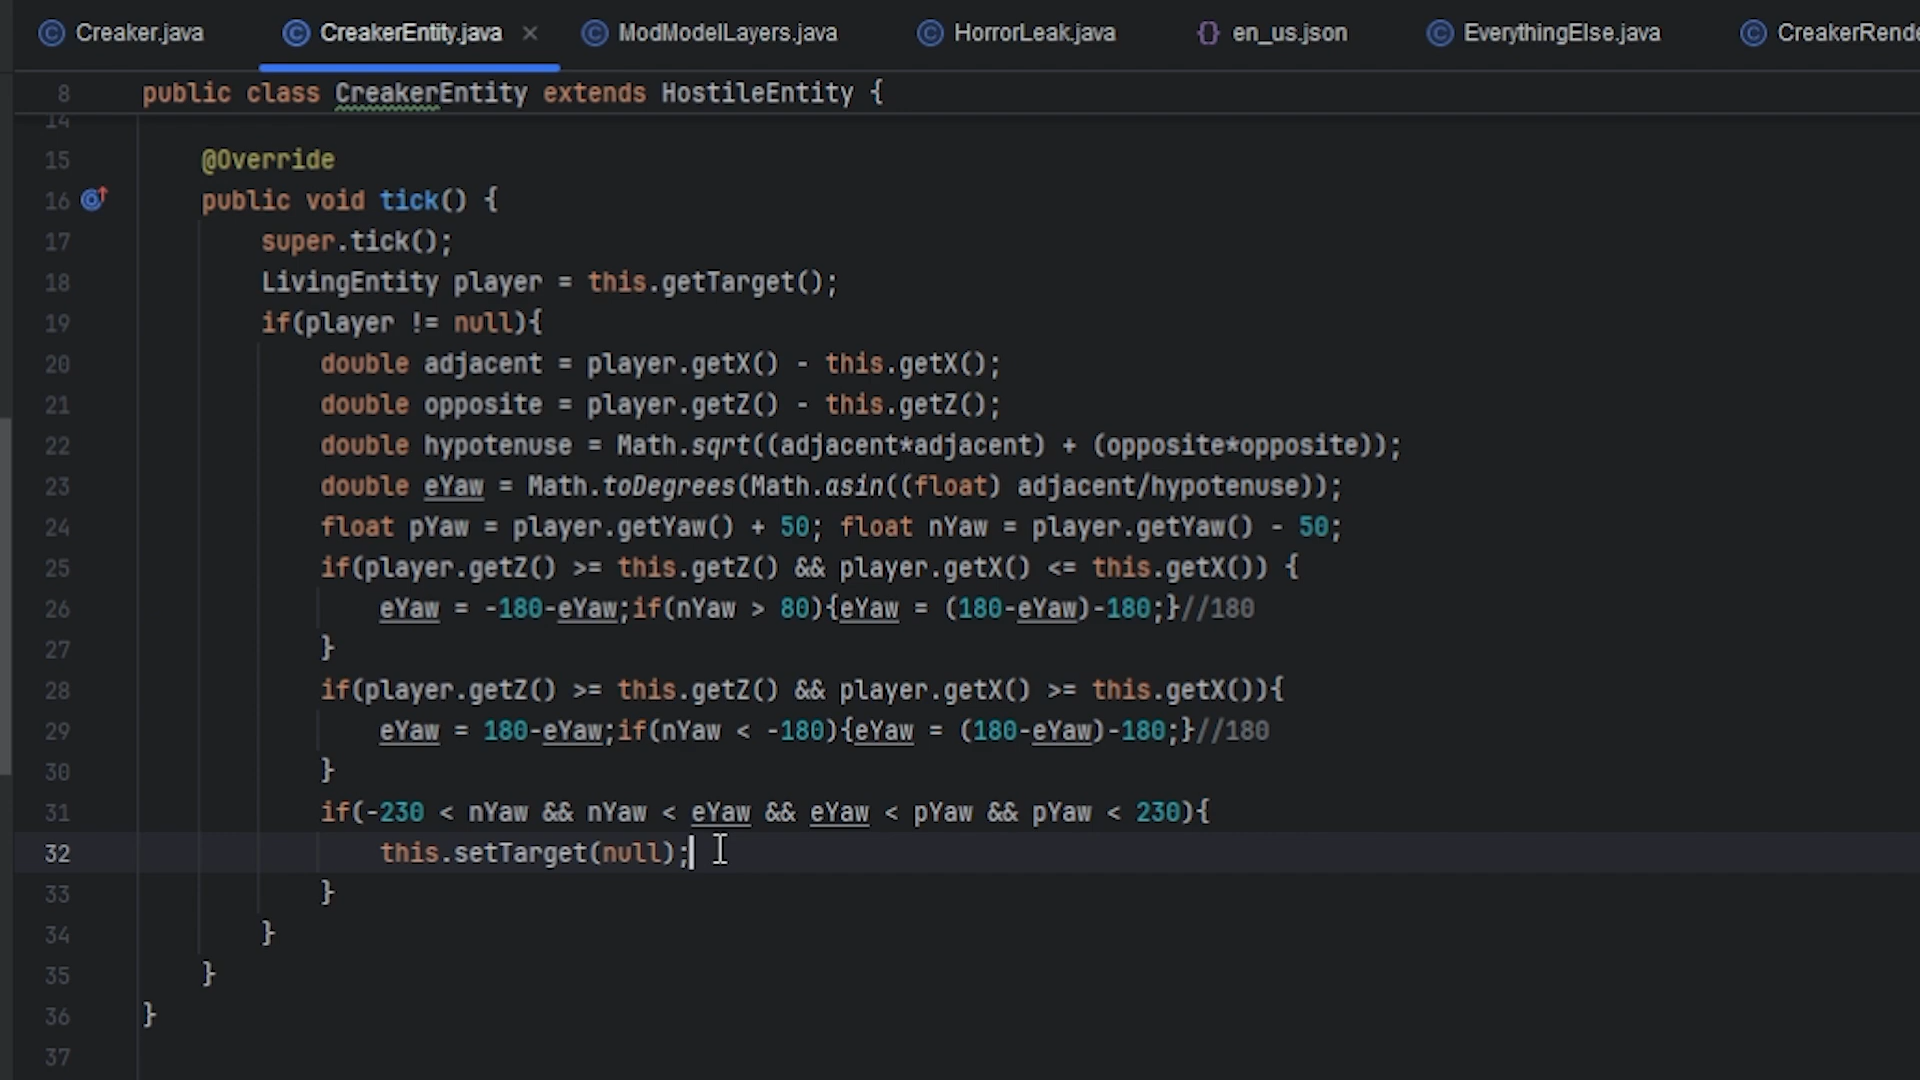 Creaker.java CreakerEntity.java ModModelLayers.java HorrorLeak.java {} en_us.json EverythingElse.java CreakerRende
8 public class CreakerEntity extends HostileEntity {
14
15 @Override
16 public void tick() {
17 super.tick();
18 LivingEntity player = this.getTarget();
19 if(player != null){
20 double adjacent = player.getX() - this.getX();
21 double opposite = player.getZ() - this.getZ();
22 double hypotenuse = Math.sqrt((adjacent*adjacent) + (opposite*opposite));
23 double eYaw = Math.toDegrees(Math.asin((float) adjacent/hypotenuse));
24 float pYaw = player.getYaw() + 50; float nYaw = player.getYaw() - 50;
25 if(player.getZ() >= this.getZ() && player.getX() <= this.getX()) {
26 eYaw = -180-eYaw;if(nYaw > 80){eYaw = (180-eYaw)-180;}//180
27 }
28 if(player.getZ() >= this.getZ() && player.getX() >= this.getX()){
29 eYaw = 180-eYaw;if(nYaw < -180){eYaw = (180-eYaw)-180;}//180
30 }
31 if(-230 < nYaw && nYaw < eYaw && eYaw < pYaw && pYaw < 230){
32 this.setTarget(null);
33 }
34 }
35 }
36 }
37